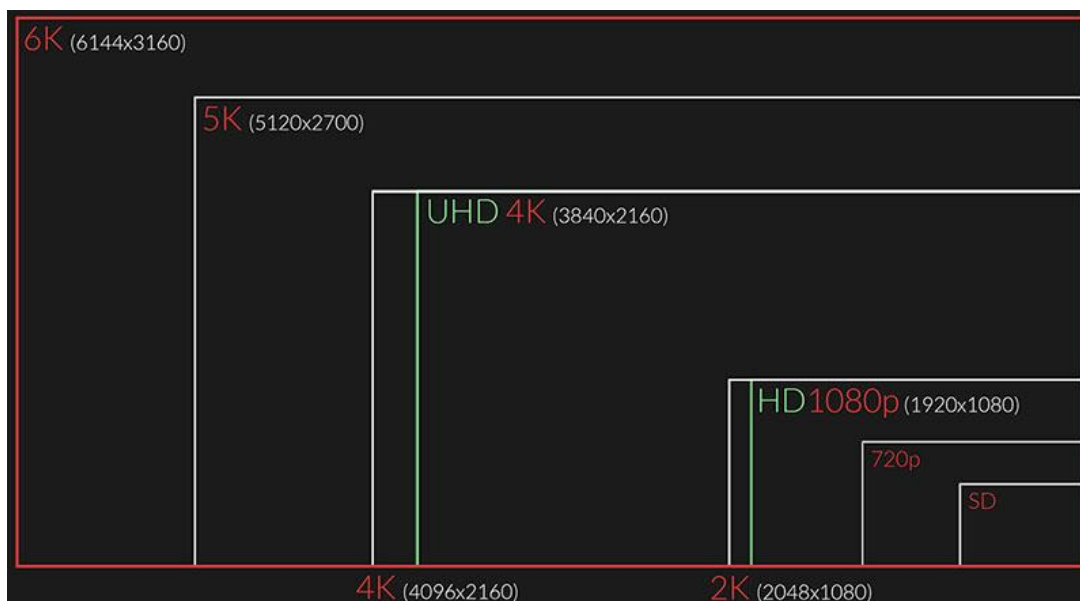 6K (6144x3160)
5K (5120x2700)
UHD 4K (3840x2160)
HD 1080p (1920x1080)
720p
SD
4K (4096x2160)
2K (2048x1080)